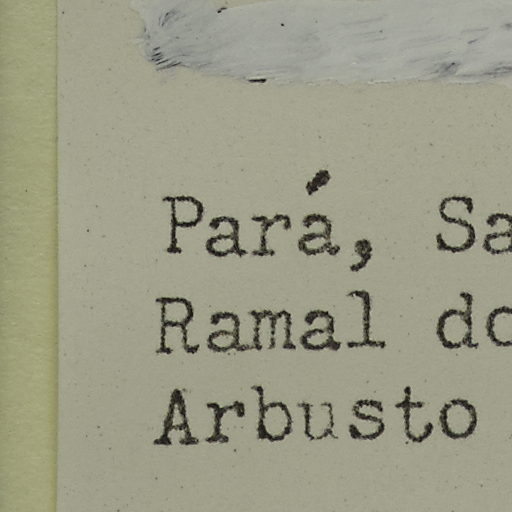 Pará, Sa
Ramal do
Arbusto